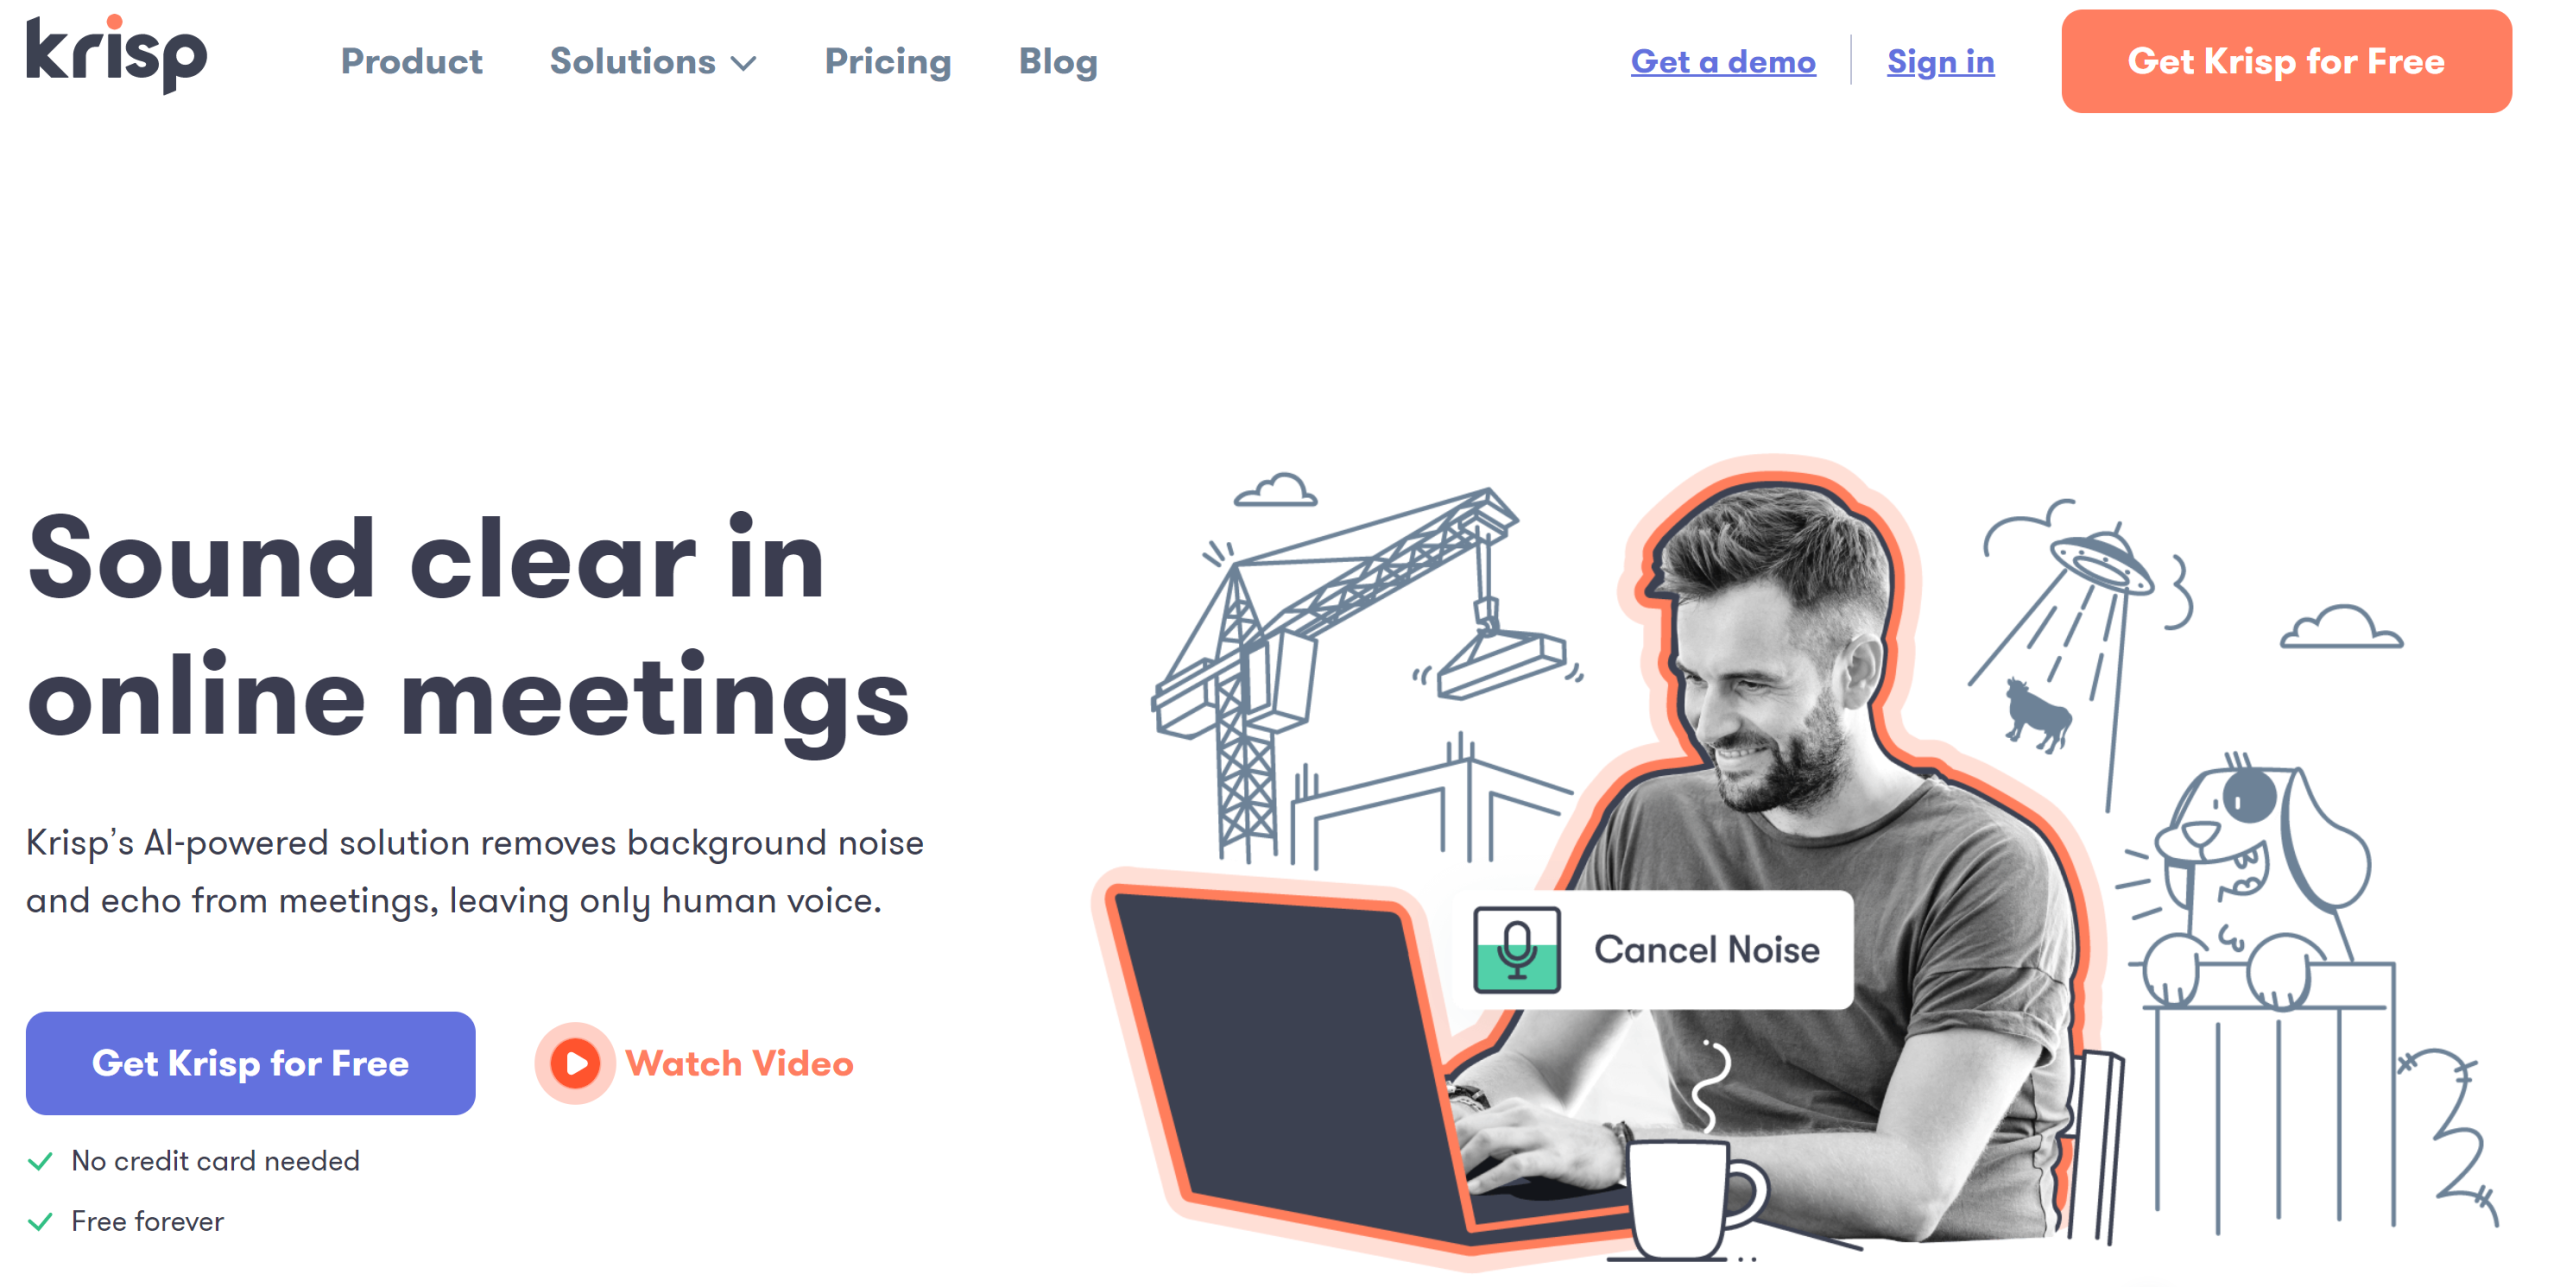 krisp
Product
Solutions
Pricing
Blog
Get a demo
Sign in
Get Krisp for Free
Sound clear in
online meetings
Krisp’s AI-powered solution removes background noise
and echo from meetings, leaving only human voice.
Cancel Noise
Get Krisp for Free
Watch Video
No credit card needed
Free forever